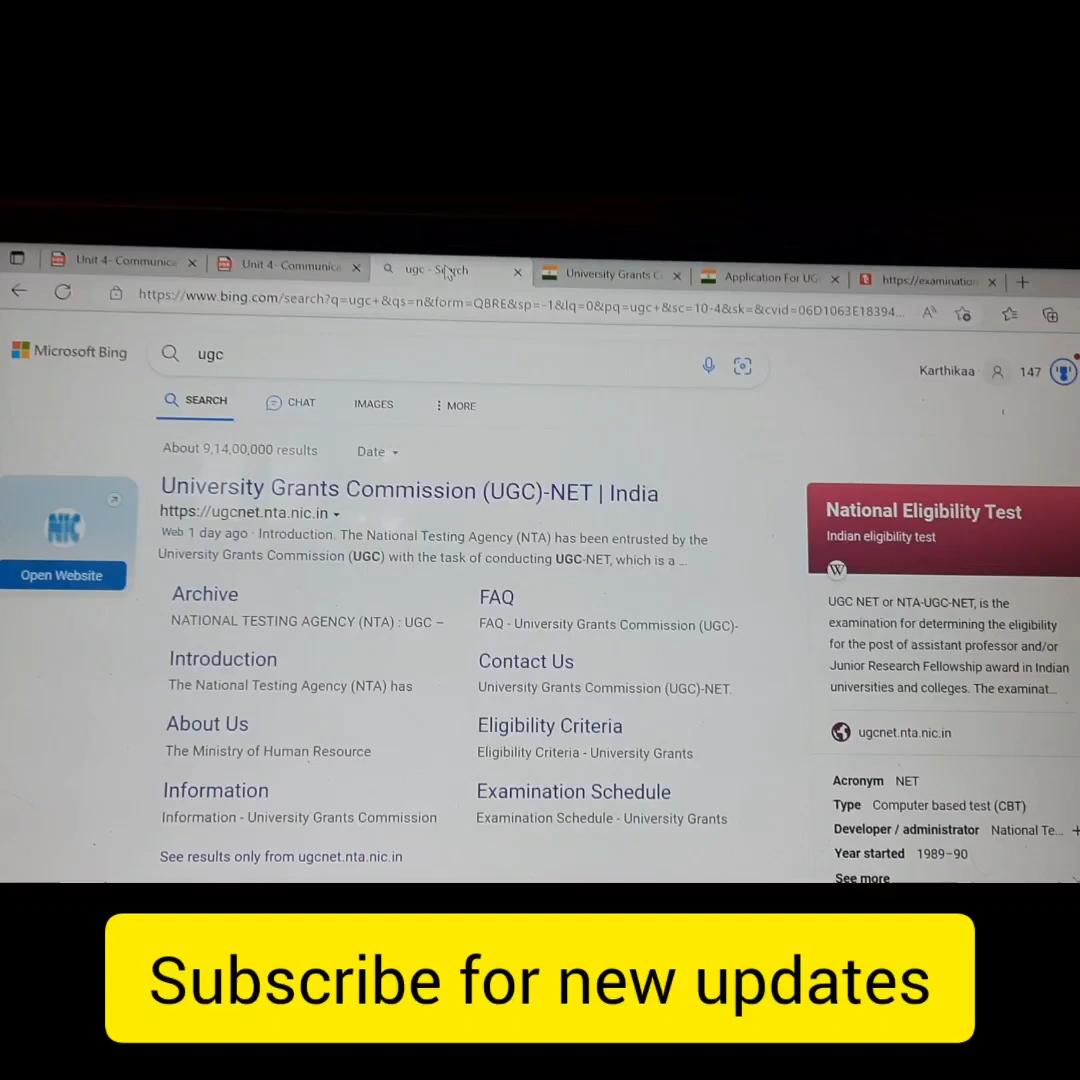 Unit 4- Communica
Unit 4- Communice
ugc - Search
University Grants C
Application For UG
https://examination
https://www.bing.com/search?q=ugc+&qs=n&form=QBRE&sp=-1&lq=0&pq=ugc+&sc=10-4&sk=&cvid=06D1063E18394...
Microsoft Bing
ugc
Karthikaa
147
SEARCH
CHAT
IMAGES
MORE
About 9,14,00,000 results
Date
University Grants Commission (UGC)-NET | India
https://ugcnet.nta.nic.in
Web 1 day ago · Introduction. The National Testing Agency (NTA) has been entrusted by the
University Grants Commission (UGC) with the task of conducting UGC-NET, which is a ...
NIC
Open Website
Archive
NATIONAL TESTING AGENCY (NTA) : UGC –
FAQ
FAQ - University Grants Commission (UGC)-
Introduction
The National Testing Agency (NTA) has
Contact Us
University Grants Commission (UGC)-NET.
About Us
The Ministry of Human Resource
Eligibility Criteria
Eligibility Criteria - University Grants
Information
Information - University Grants Commission
Examination Schedule
Examination Schedule - University Grants
See results only from ugcnet.nta.nic.in
National Eligibility Test
Indian eligibility test
W
UGC NET or NTA-UGC-NET, is the
examination for determining the eligibility
for the post of assistant professor and/or
Junior Research Fellowship award in Indian
universities and colleges. The examinat...
ugcnet.nta.nic.in
Acronym NET
Type Computer based test (CBT)
Developer / administrator National Te... +
Year started 1989–90
See more
Subscribe for new updates